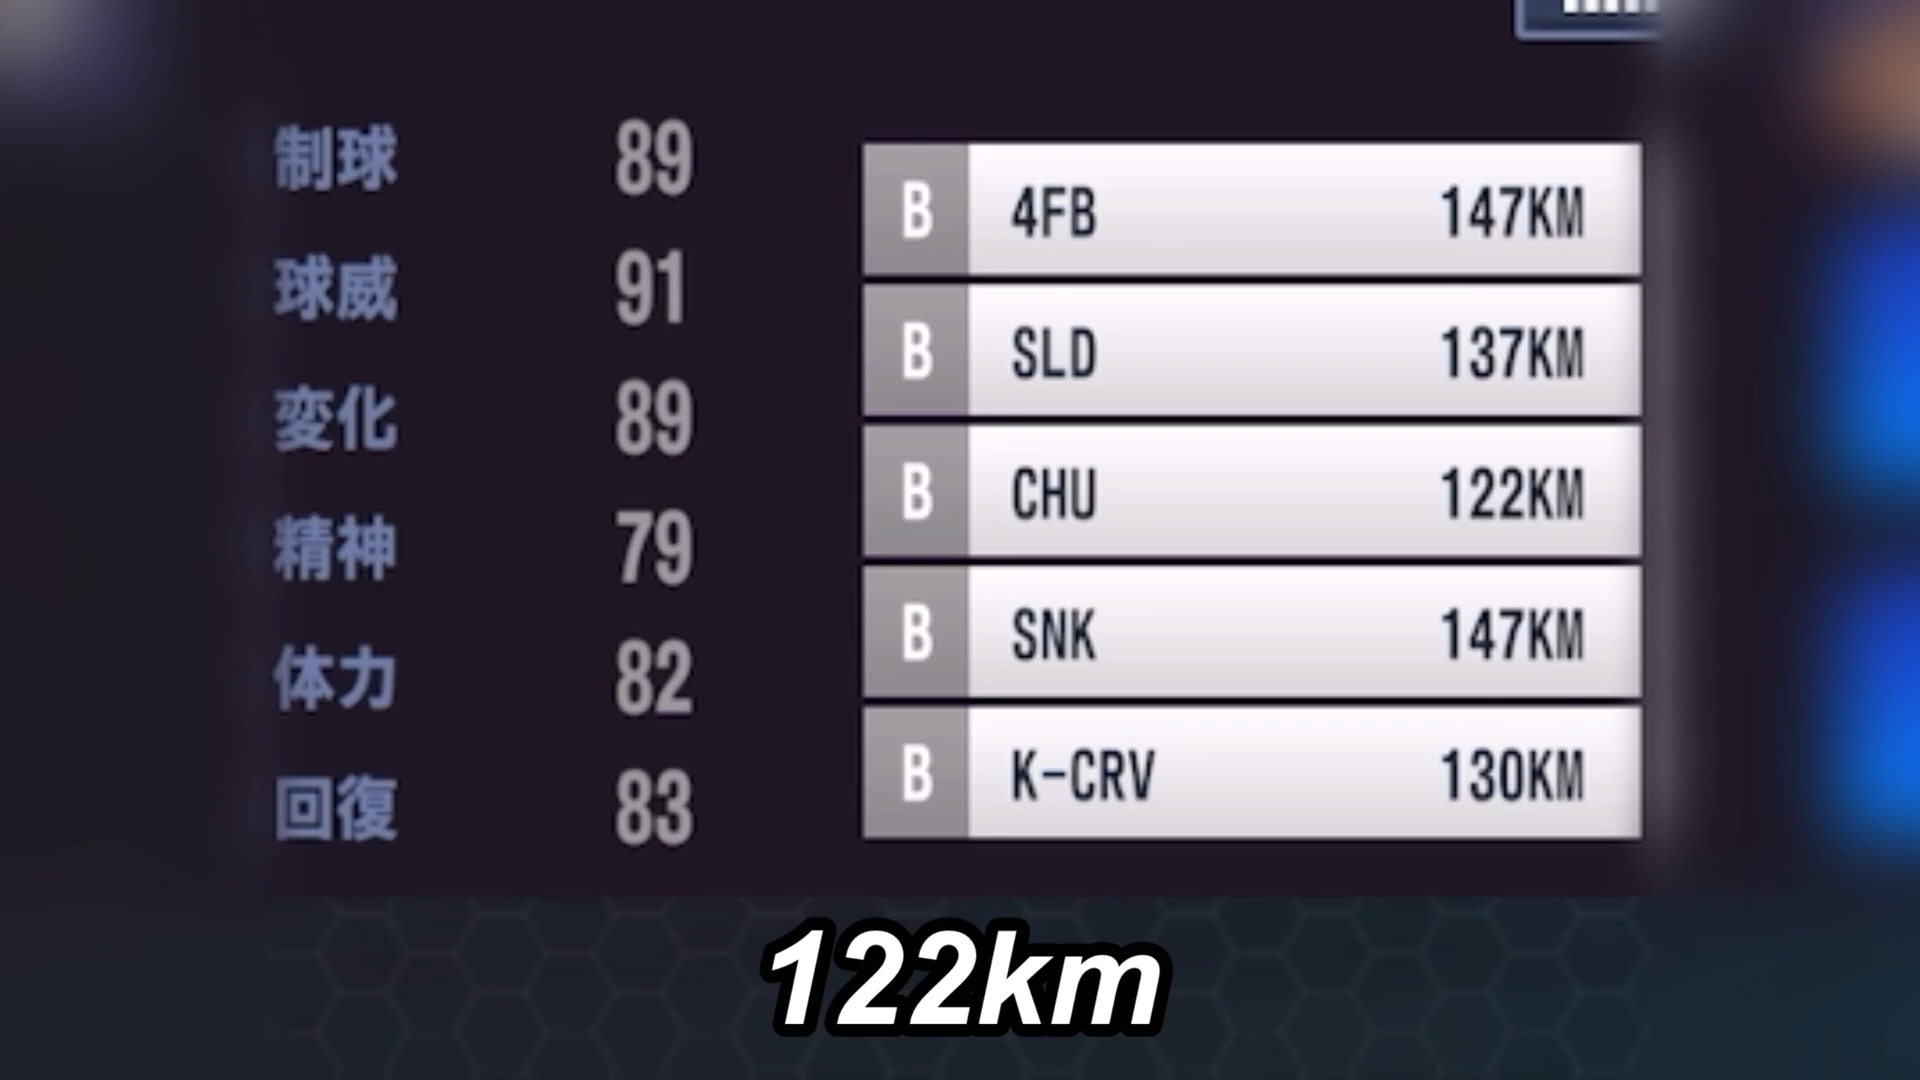 制球 89
球威 91
変化 89
精神 79
体力 82
回復 83
B 4FB 147KM
B SLD 137KM
B CHU 122KM
B SNK 147KM
B K-CRV 130KM
122km